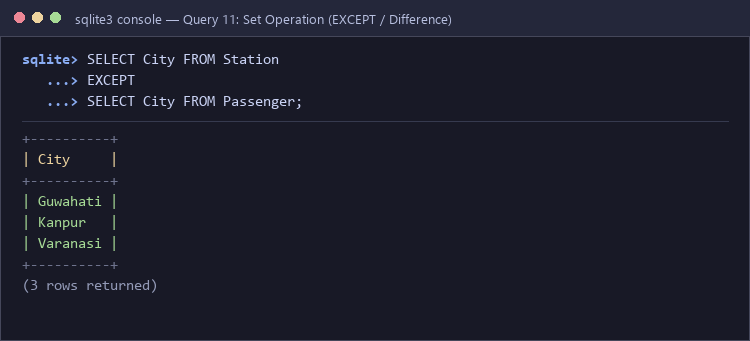 sqlite3 console — Query 11: Set Operation (EXCEPT / Difference)
sqlite> SELECT City FROM Station
...> EXCEPT
...> SELECT City FROM Passenger;
+----------+
| City     |
+----------+
| Guwahati |
| Kanpur   |
| Varanasi |
+----------+
(3 rows returned)